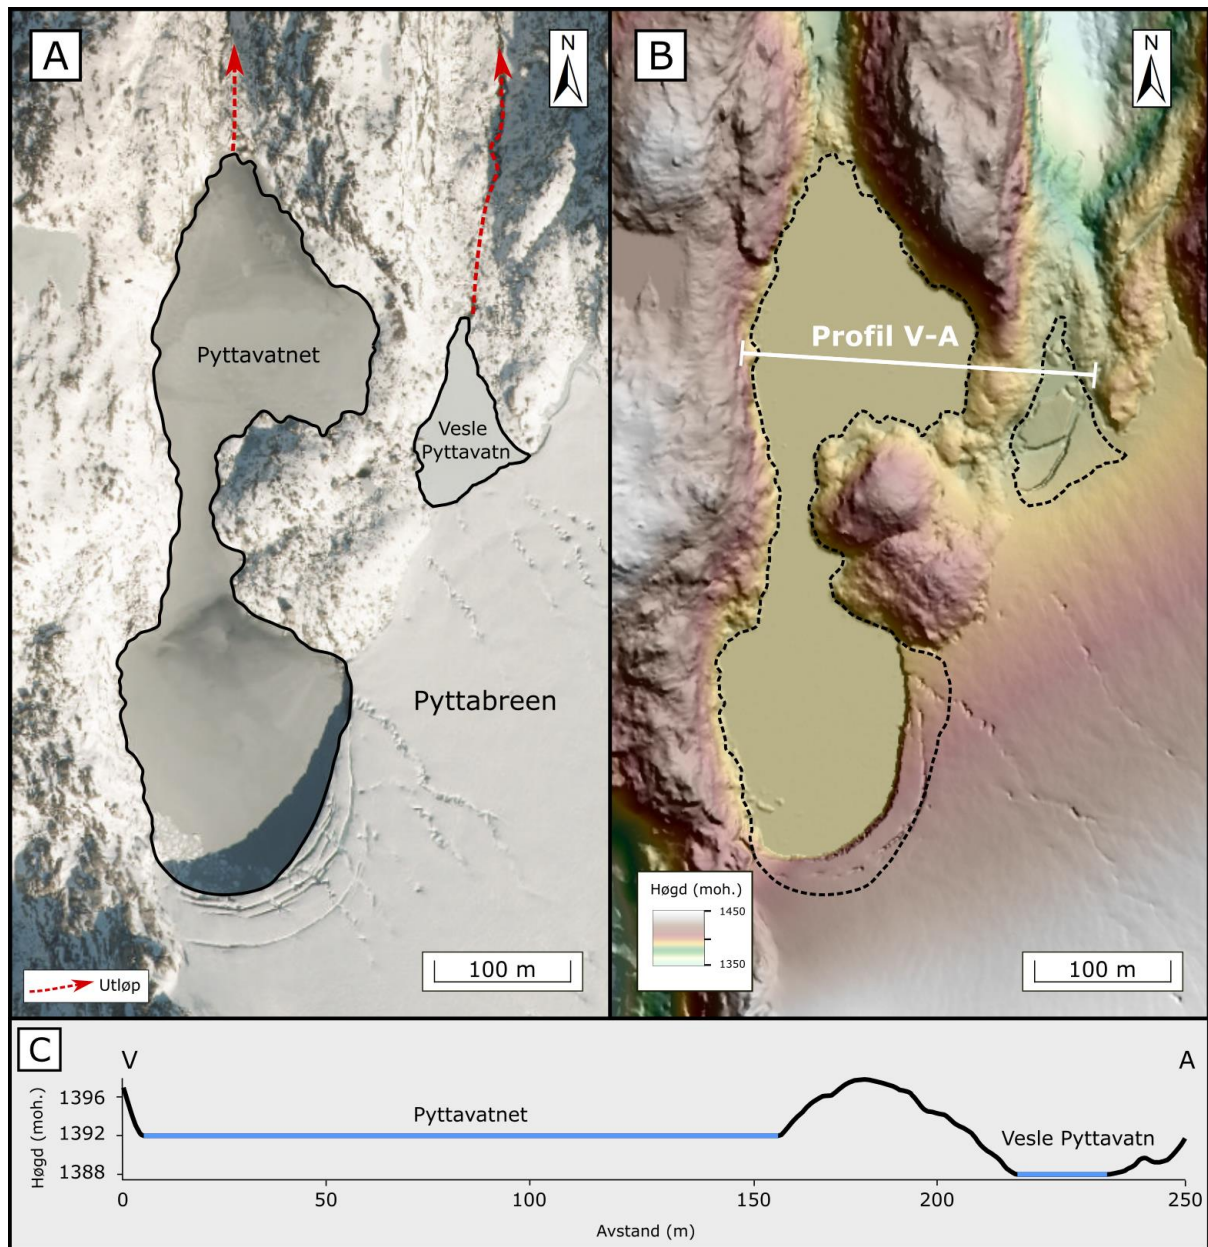 A
N
Pyttavatnet
Vesle
Pyttavatn
Pyttabreen
Utløp
100 m
B
N
Profil V-A
Høgd (moh.)
1450
1350
100 m
C
V
A
Høgd (moh.)
1396
1392
1388
Pyttavatnet
Vesle Pyttavatn
0
50
100
150
200
250
Avstand (m)